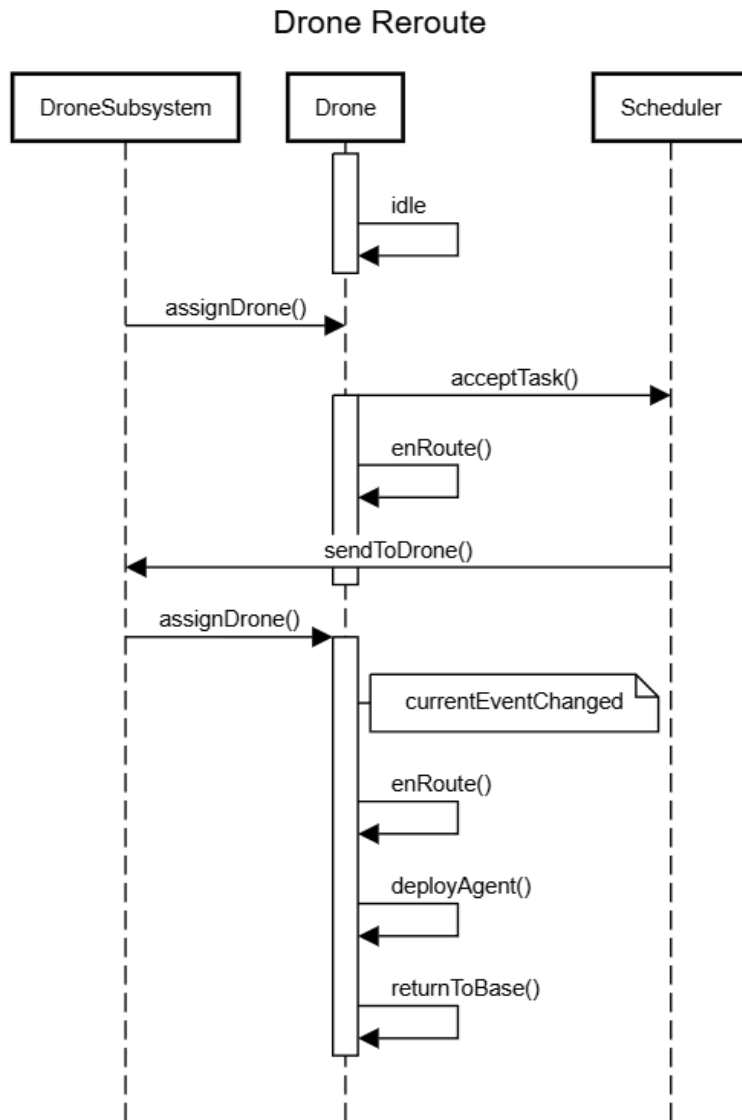 Drone Reroute
DroneSubsystem
Drone
Scheduler
idle
assignDrone()
acceptTask()
enRoute()
sendToDrone()
assignDrone()
currentEventChanged
enRoute()
deployAgent()
returnToBase()